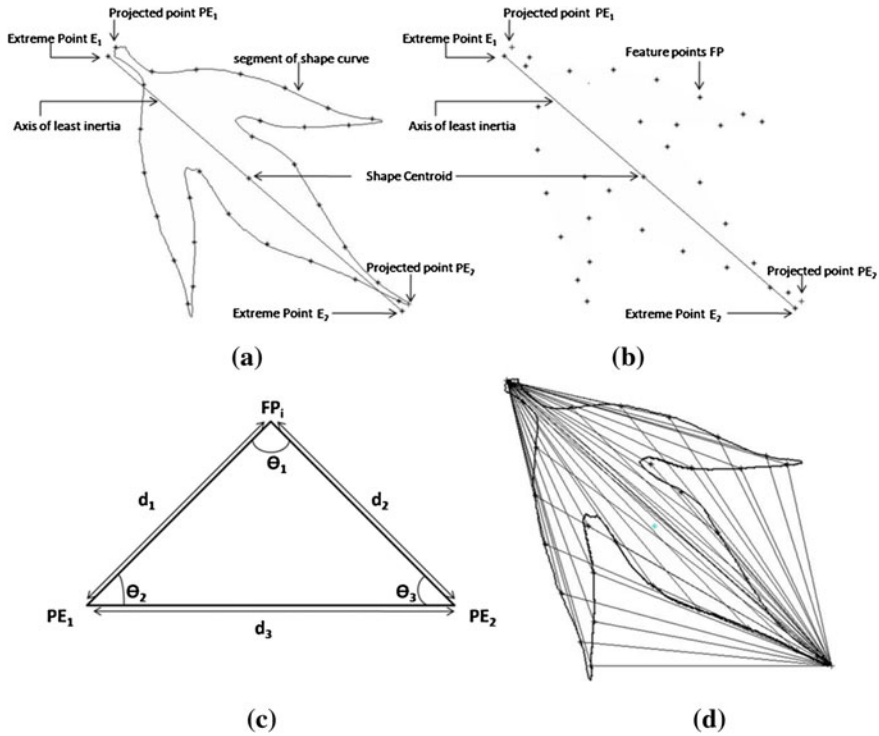 Projected point PE₁
Extreme Point E₁
segment of shape curve
Axis of least inertia
Shape Centroid
Projected point PE₂
Extreme Point E₂
(a)
Projected point PE₁
Extreme Point E₁
Feature points FP
Axis of least inertia
Projected point PE₂
Extreme Point E₂
(b)
FPᵢ
Θ₁
d₁
d₂
Θ₂
Θ₃
PE₁
PE₂
d₃
(c)
(d)